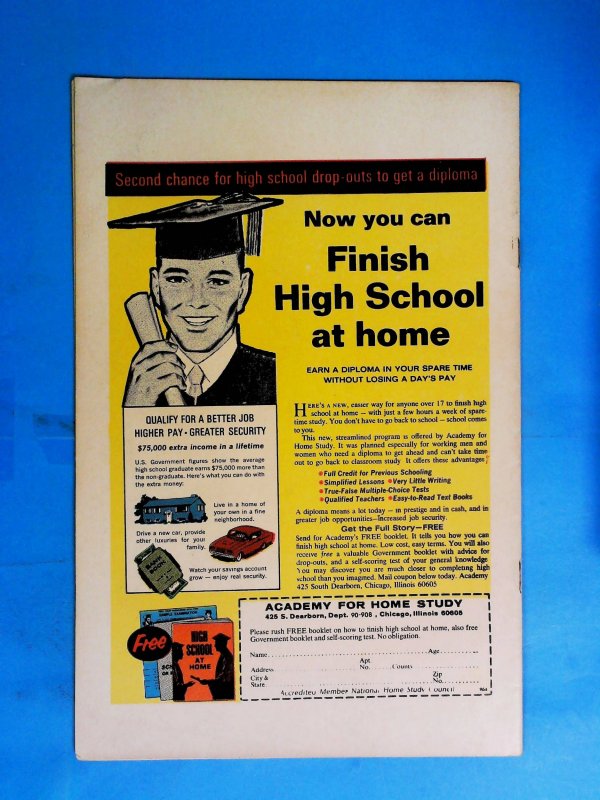 Second chance for high school drop-outs to get a diploma
Now you can
Finish
High School
at home
EARN A DIPLOMA IN YOUR SPARE TIME
WITHOUT LOSING A DAY'S PAY
HERE'S A NEW, easier way for anyone over 17 to finish high
school at home — with just a few hours a week of spare-
time study. You don't have to go back to school — school comes
to you.
This new, streamlined program is offered by Academy for
Home Study. It was planned especially for working men and
women who need a diploma to get ahead and can't take time
out to go back to classroom study. It offers these advantages:
•Full Credit for Previous Schooling
•Simplified Lessons •Very Little Writing
•True-False Multiple-Choice Tests
•Qualified Teachers •Easy-to-Read Text Books
A diploma means a lot today — in prestige and in cash, and in
greater job opportunities—Increased job security.
Get the Full Story—FREE
Send for Academy's FREE booklet. It tells you how you can
finish high school at home. Low cost, easy terms. You will also
receive free a valuable Government booklet with advice for
drop-outs, and a self-scoring test of your general knowledge
You may discover you are much closer to completing high
school than you imagined. Mail coupon below today. Academy
425 South Dearborn, Chicago, Illinois 60605
QUALIFY FOR A BETTER JOB
HIGHER PAY • GREATER SECURITY
$75,000 extra income in a lifetime
U.S. Government figures show the average
high school graduate earns $75,000 more than
the non-graduate. Here's what you can do with
the extra money:
Live in a home of
your own in a fine
neighborhood.
Drive a new car, provide
other luxuries for your
family.
BANK
BOOK
Watch your savings account
grow — enjoy real security.
Free
HIGH
SCHOOL
AT
HOME
ACADEMY FOR HOME STUDY
425 S. Dearborn, Dept. 90-908, Chicago, Illinois 60605
Please rush FREE booklet on how to finish high school at home, also free
Government booklet and self-scoring test. No obligation.
Name Age
Apt
Address No. County
City & Zip
State No.
Accredited Member National Home Study Council